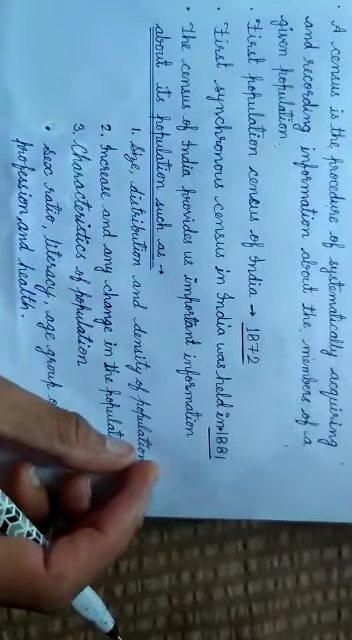 • A census is the procedure of systematically acquiring
and recording information about the members of a
given population.
• First population census of India → 1872
• First synchronous census in India was held in 1881
• The census of India provides us important information
about its population such as →
1. Size, distribution and density of population
2. Increase and any change in the populat
3. Characteristics of population
• Sex ratio, literacy, age group
profession and health.